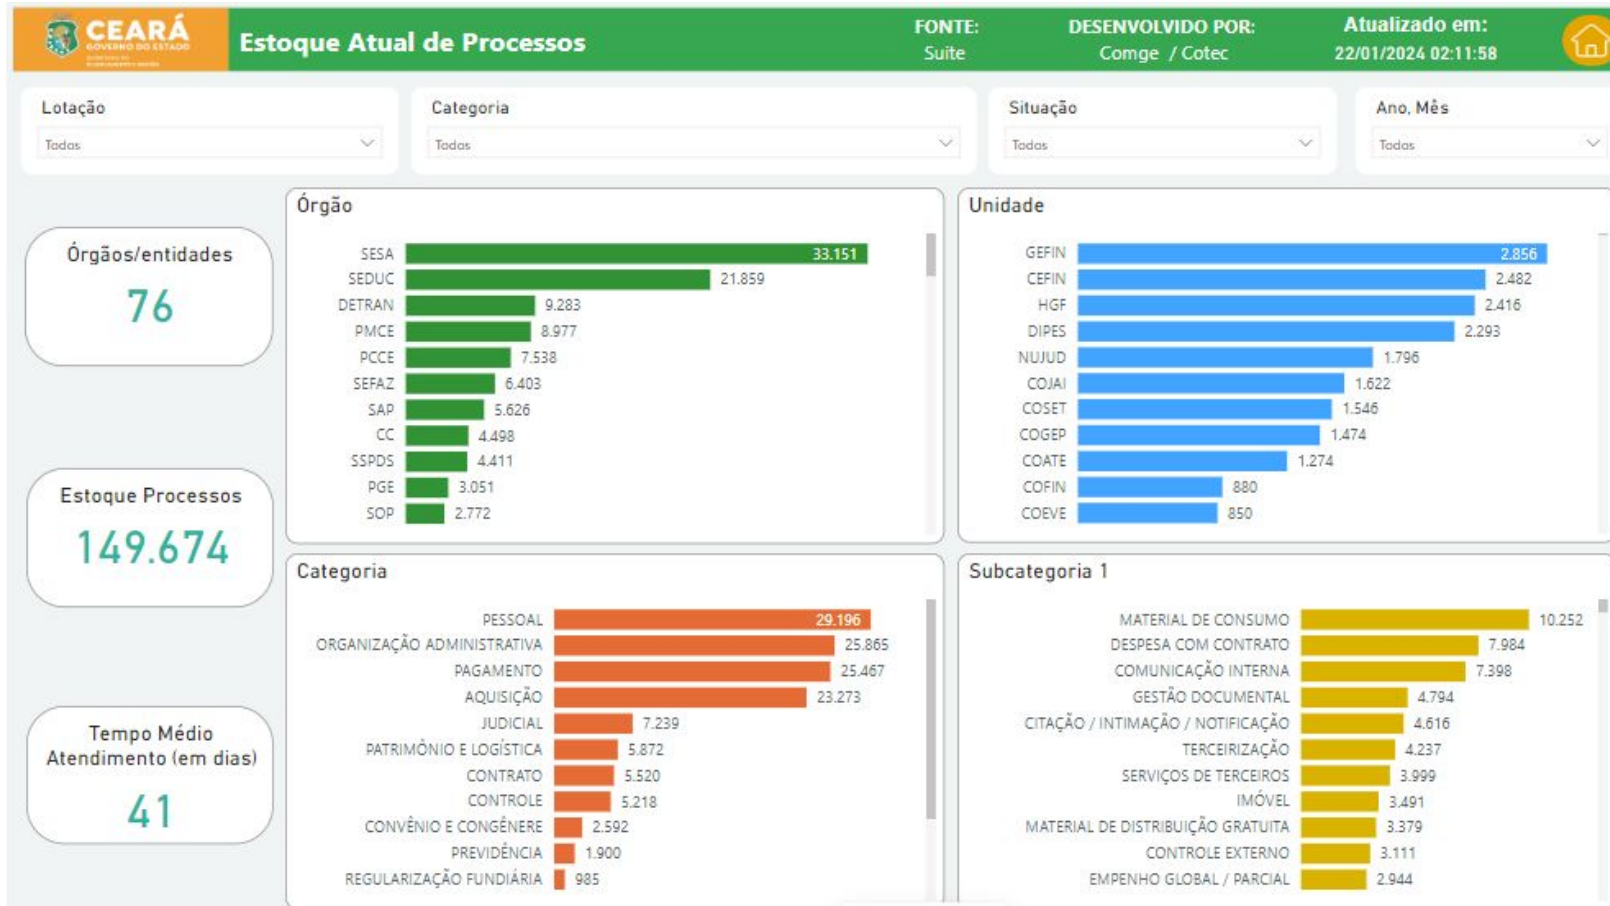 CEARÁ
GOVERNO DO ESTADO
Estoque Atual de Processos
FONTE:
Suite
DESENVOLVIDO POR:
Comge / Cotec
Atualizado em:
22/01/2024 02:11:58
Lotação
Todas
Categoria
Todas
Situação
Todas
Ano, Mês
Todas
Órgãos/entidades
76
Estoque Processos
149.674
Tempo Médio
Atendimento (em dias)
41
Órgão
SESA 33.151
SEDUC 21.859
DETRAN 9.283
PMCE 8.977
PCCE 7.538
SEFAZ 6.403
SAP 5.626
CC 4.498
SSPDS 4.411
PGE 3.051
SOP 2.772
Unidade
GEFIN 2.856
CEFIN 2.482
HGF 2.416
DIPES 2.293
NUJUD 1.796
COJAI 1.622
COSET 1.546
COGEP 1.474
COATE 1.274
COFIN 880
COEVE 850
Categoria
PESSOAL 29.196
ORGANIZAÇÃO ADMINISTRATIVA 25.865
PAGAMENTO 25.467
AQUISIÇÃO 23.273
JUDICIAL 7.239
PATRIMÔNIO E LOGÍSTICA 5.872
CONTRATO 5.520
CONTROLE 5.218
CONVÊNIO E CONGÊNERE 2.592
PREVIDÊNCIA 1.900
REGULARIZAÇÃO FUNDIÁRIA 985
Subcategoria 1
MATERIAL DE CONSUMO 10.252
DESPESA COM CONTRATO 7.984
COMUNICAÇÃO INTERNA 7.398
GESTÃO DOCUMENTAL 4.794
CITAÇÃO / INTIMAÇÃO / NOTIFICAÇÃO 4.616
TERCEIRIZAÇÃO 4.237
SERVIÇOS DE TERCEIROS 3.999
IMÓVEL 3.491
MATERIAL DE DISTRIBUIÇÃO GRATUITA 3.379
CONTROLE EXTERNO 3.111
EMPENHO GLOBAL / PARCIAL 2.944